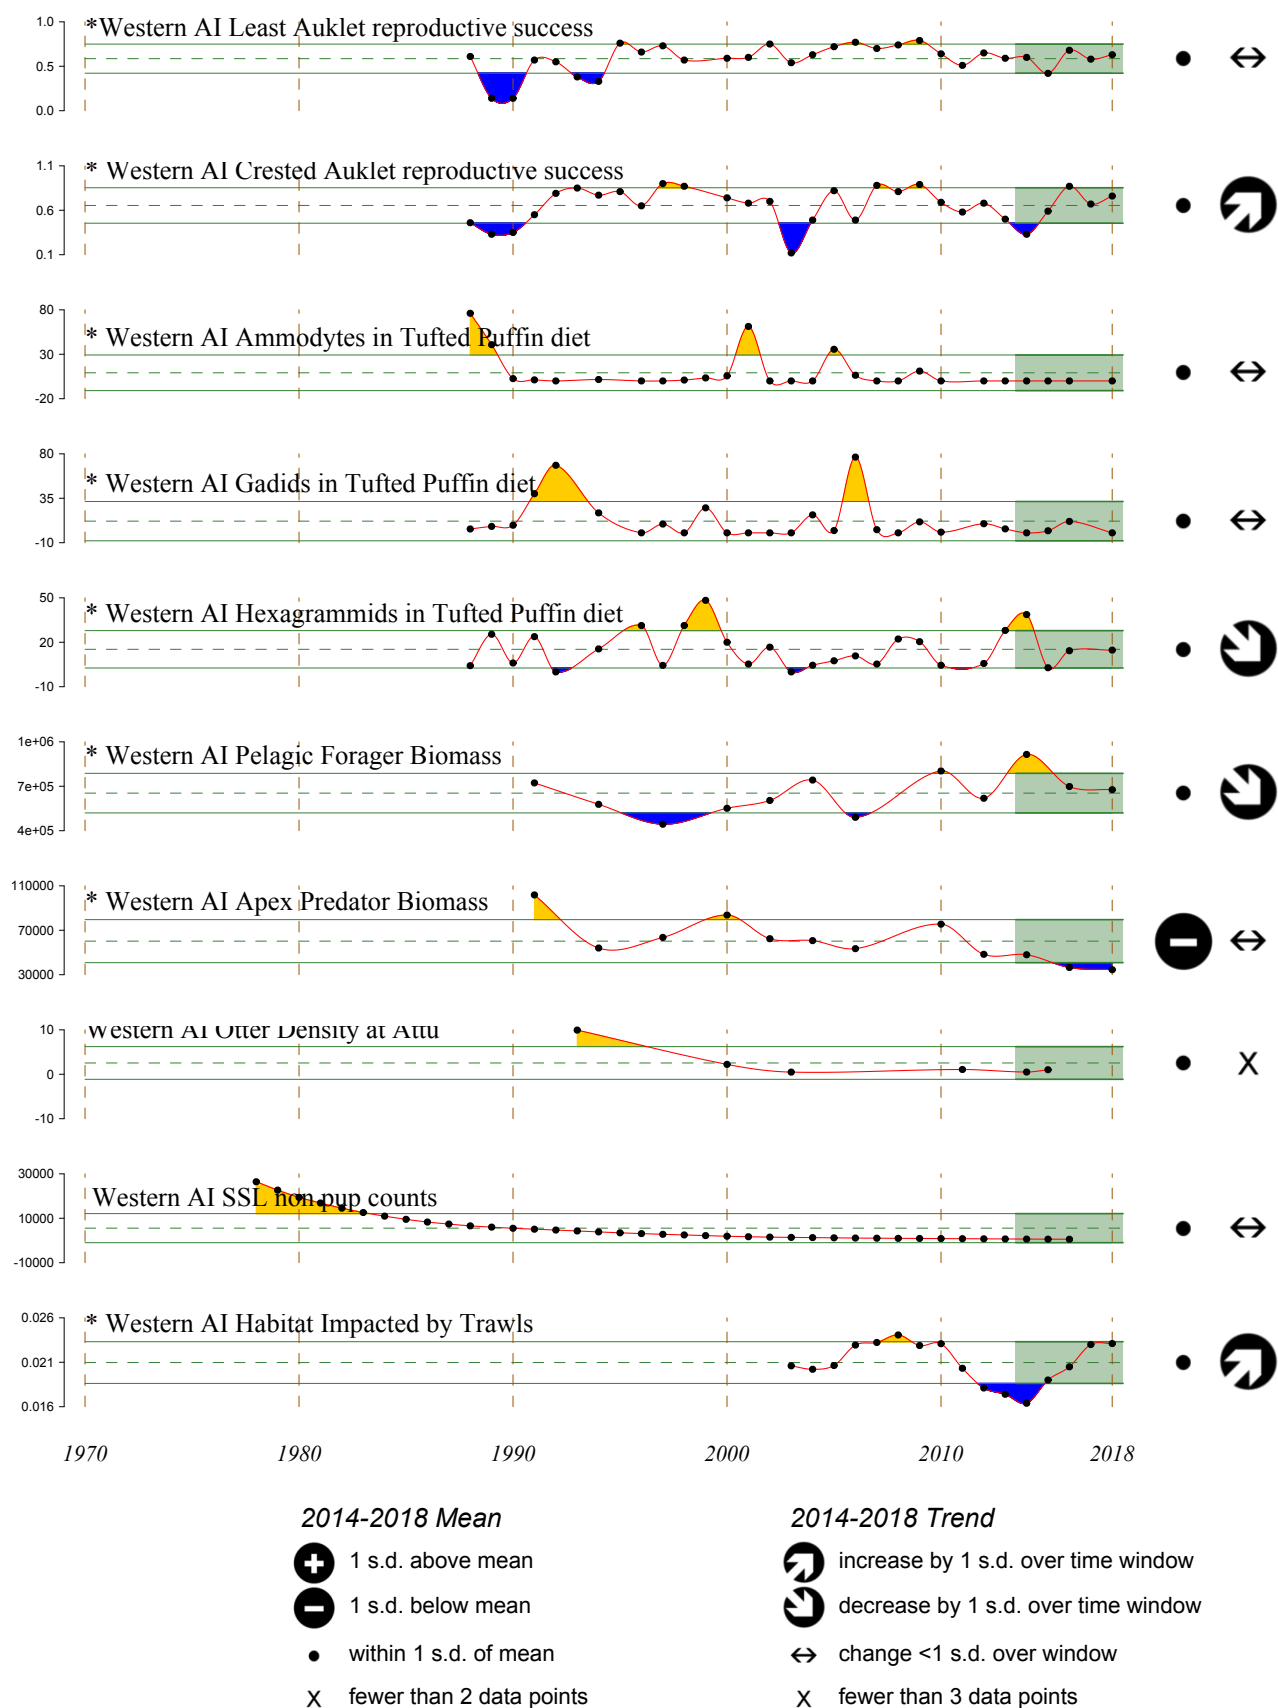 *Western AI Least Auklet reproductive success
1.0
0.5
0.0
* Western AI Crested Auklet reproductive success
1.1
0.6
0.1
* Western AI Ammodytes in Tufted Puffin diet
80
30
-20
* Western AI Gadids in Tufted Puffin diet
80
35
-10
* Western AI Hexagrammids in Tufted Puffin diet
50
20
-10
* Western AI Pelagic Forager Biomass
1e+06
7e+05
4e+05
* Western AI Apex Predator Biomass
110000
70000
30000
Western AI Otter Density at Attu
10
0
-10
X
Western AI SSL non pup counts
30000
10000
-10000
* Western AI Habitat Impacted by Trawls
0.026
0.021
0.016
1970 1980 1990 2000 2010 2018
2014-2018 Mean
1 s.d. above mean
1 s.d. below mean
within 1 s.d. of mean
X fewer than 2 data points
2014-2018 Trend
increase by 1 s.d. over time window
decrease by 1 s.d. over time window
change <1 s.d. over window
X fewer than 3 data points